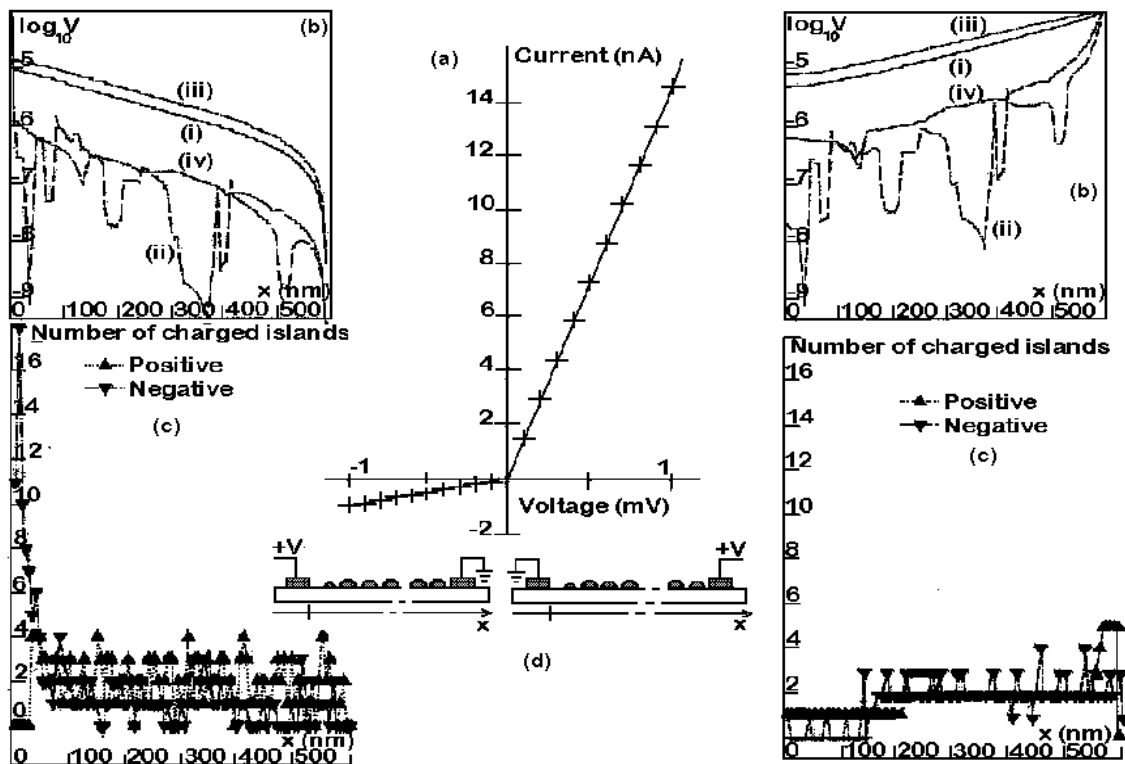 log₁₀V
(b)
-5
-6
-7
-8
-9
(iii)
(i)
(iv)
(ii)
x (nm)
0 100 200 300 400 500
Number of charged islands
Positive
Negative
(c)
16
14
12
10
8
6
4
2
0
x (nm)
0 100 200 300 400 500
(a)
Current (nA)
14
12
10
8
6
4
2
-1
1
Voltage (mV)
-2
+V
x
+V
x
(d)
log₁₀V
(iii)
(i)
(iv)
(b)
(ii)
-5
-6
-7
-8
-9
x (nm)
0 100 200 300 400 500
Number of charged islands
Positive
Negative
(c)
16
14
12
10
8
6
4
2
x (nm)
0 100 200 300 400 500